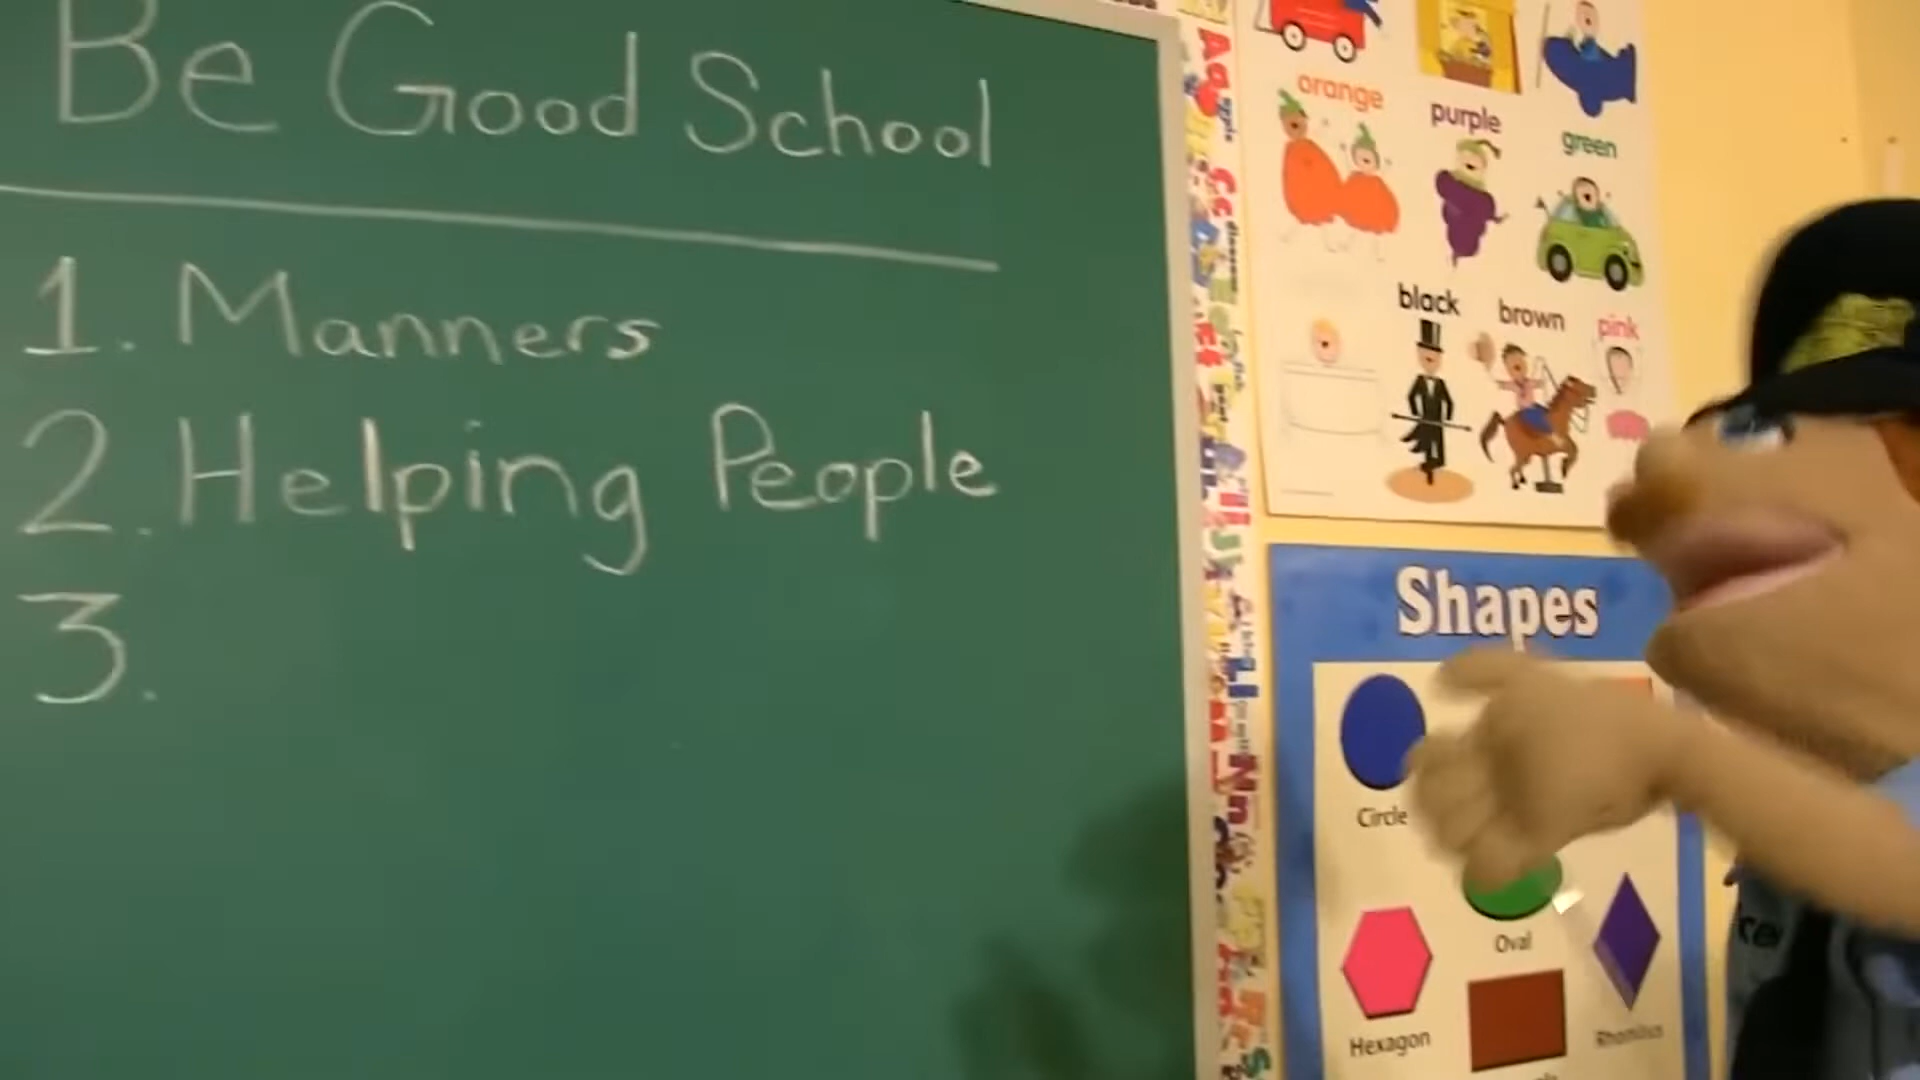 Be Good School
1. Manners
2. Helping People
3.
orange
purple
green
black
brown
pink
Shapes
Circle
Oval
Hexagon
Rhombus